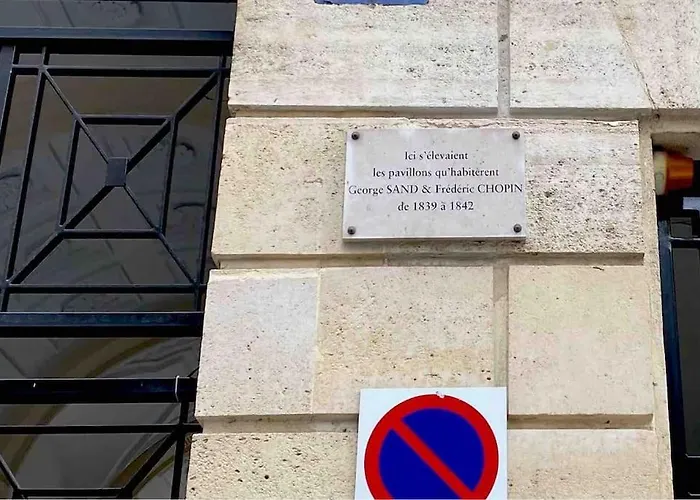 Ici s'élevaient
les pavillons qu'habitèrent
George SAND & Frédéric CHOPIN
de 1839 à 1842